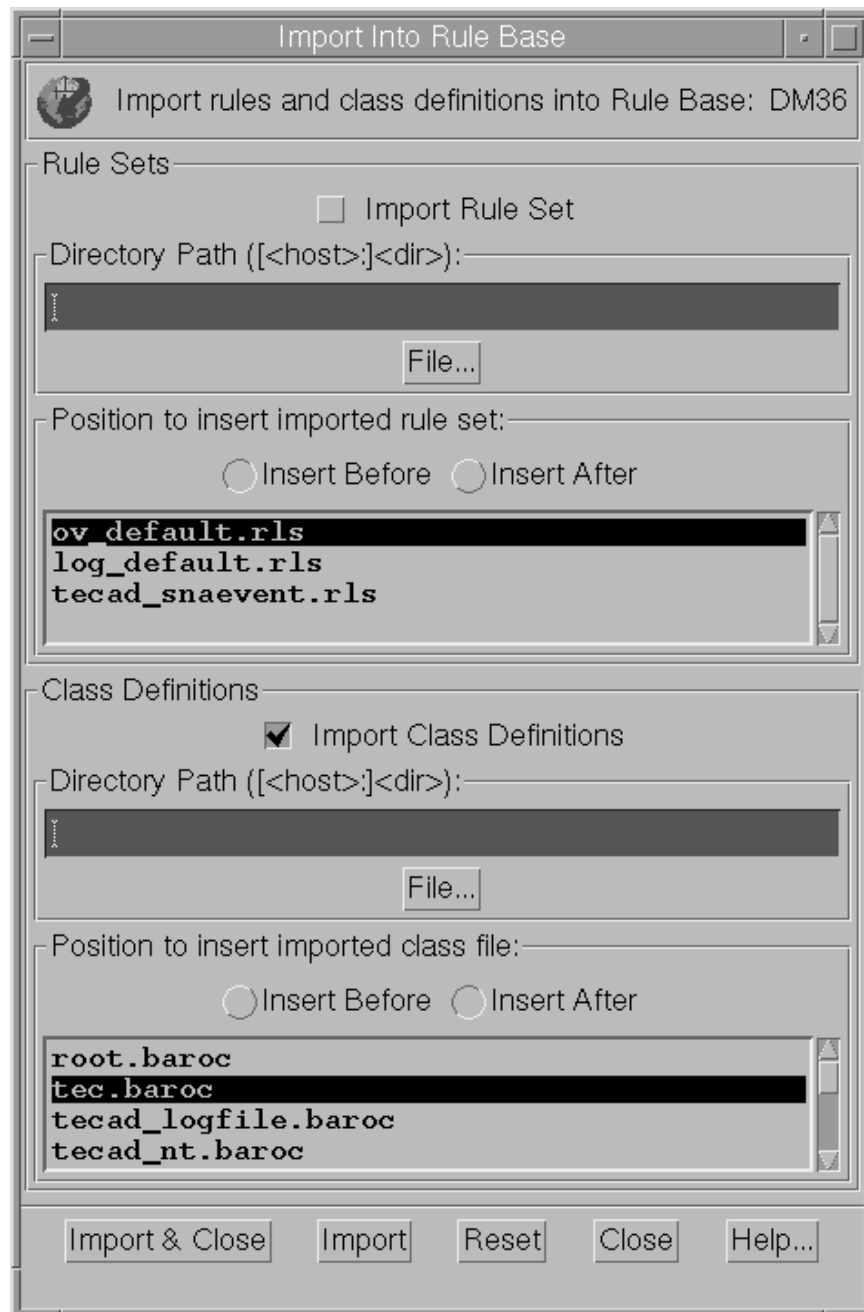 Import Into Rule Base
Import rules and class definitions into Rule Base: DM36
Rule Sets
Import Rule Set
Directory Path ([<host>:]<dir>):
File...
Position to insert imported rule set:
Insert Before Insert After
ov_default.rls
log_default.rls
tecad_snaevent.rls
Class Definitions
Import Class Definitions
Directory Path ([<host>:]<dir>):
File...
Position to insert imported class file:
Insert Before Insert After
root.baroc
tec.baroc
tecad_logfile.baroc
tecad_nt.baroc
Import & Close Import Reset Close Help...